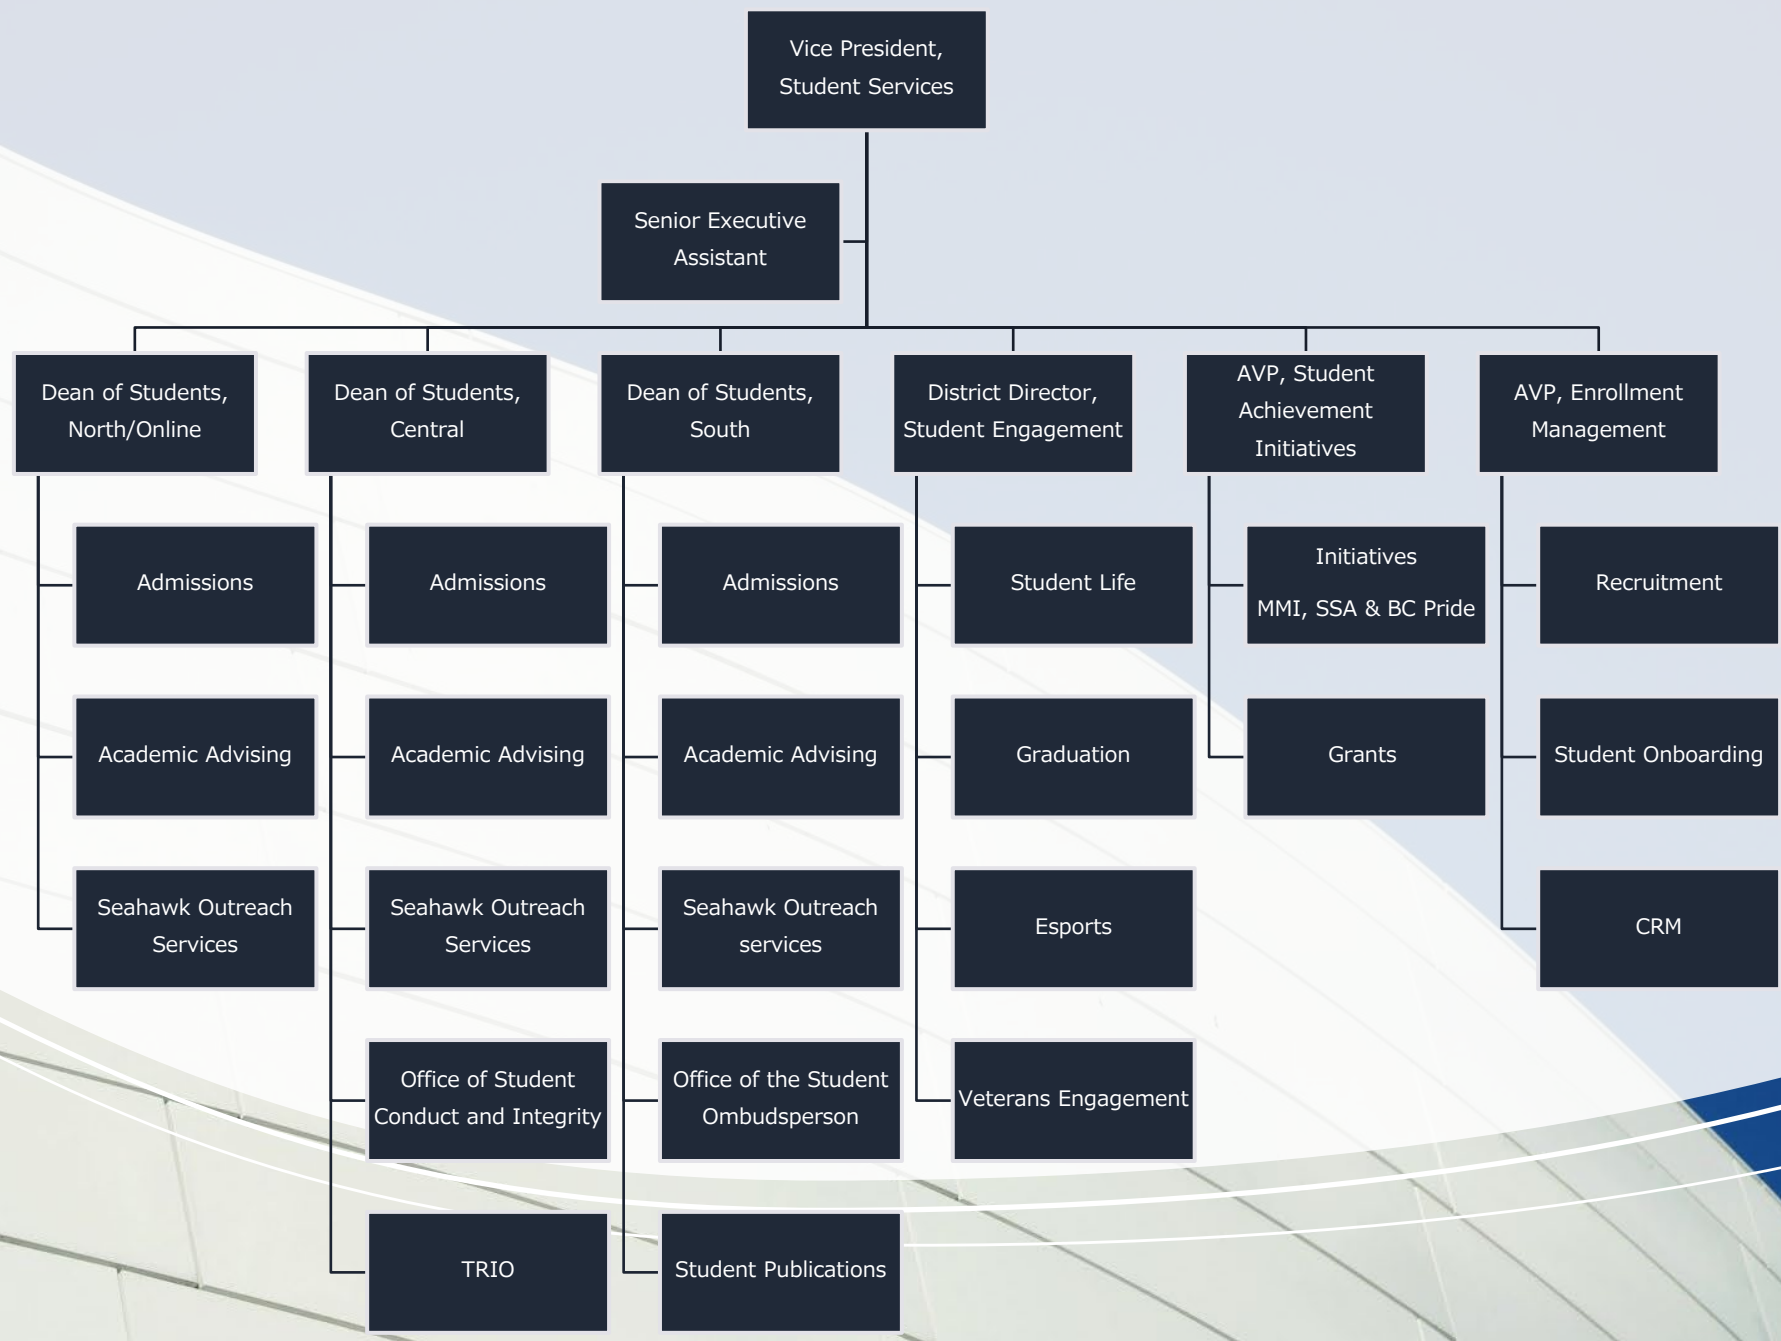 Vice President,
Student Services
Senior Executive
Assistant
Dean of Students,
North/Online
Dean of Students,
Central
Dean of Students,
South
District Director,
Student Engagement
AVP, Student
Achievement
Initiatives
AVP, Enrollment
Management
Admissions
Admissions
Admissions
Student Life
Initiatives
MMI, SSA & BC Pride
Recruitment
Academic Advising
Academic Advising
Academic Advising
Graduation
Grants
Student Onboarding
Seahawk Outreach
Services
Seahawk Outreach
Services
Seahawk Outreach
services
Esports
CRM
Office of Student
Conduct and Integrity
Office of the Student
Ombudsperson
Veterans Engagement
TRIO
Student Publications